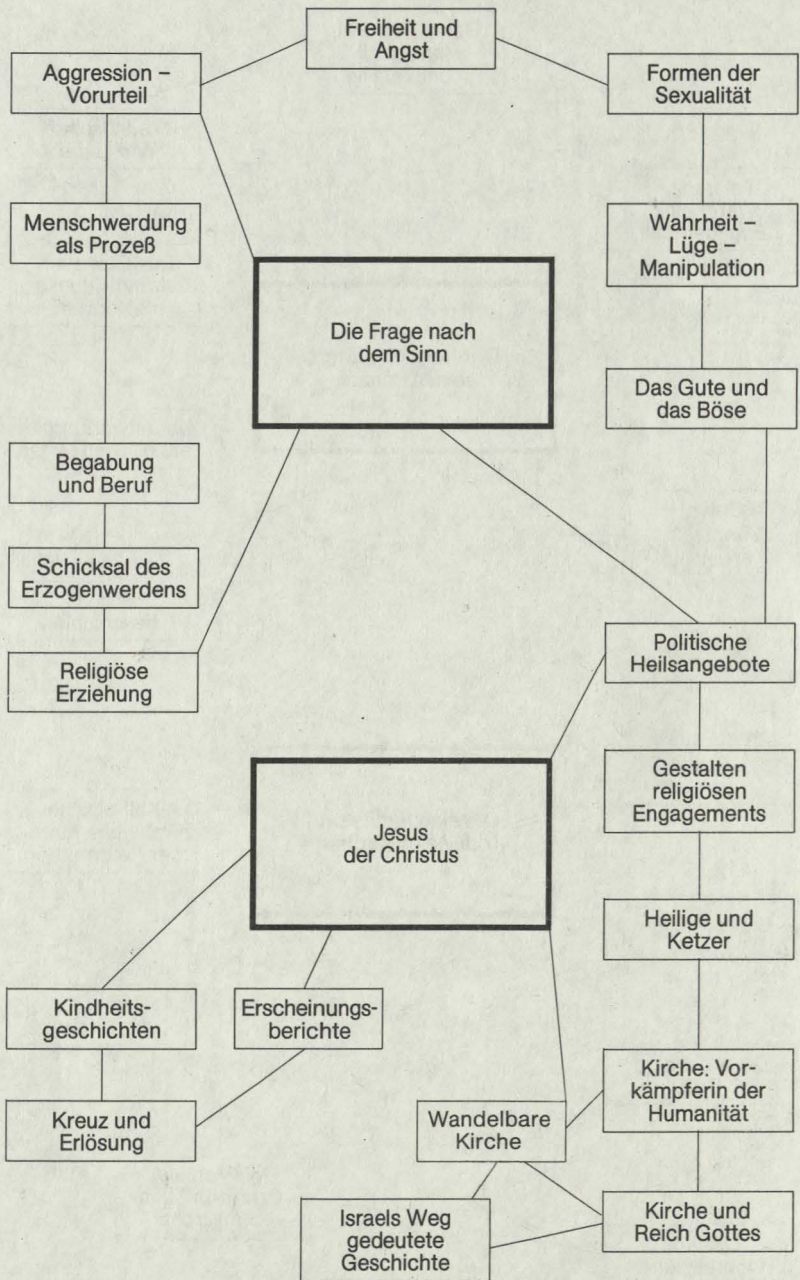 Freiheit und
Angst
Aggression –
Vorurteil
Formen der
Sexualität
Menschwerdung
als Prozeß
Wahrheit –
Lüge –
Manipulation
Die Frage nach
dem Sinn
Das Gute und
das Böse
Begabung
und Beruf
Schicksal des
Erzogenwerdens
Religiöse
Erziehung
Politische
Heilsangebote
Gestalten
religiösen
Engagements
Jesus
der Christus
Heilige und
Ketzer
Kindheits-
geschichten
Erscheinungs-
berichte
Kirche: Vor-
kämpferin der
Humanität
Kreuz und
Erlösung
Wandelbare
Kirche
Israels Weg
gedeutete
Geschichte
Kirche und
Reich Gottes